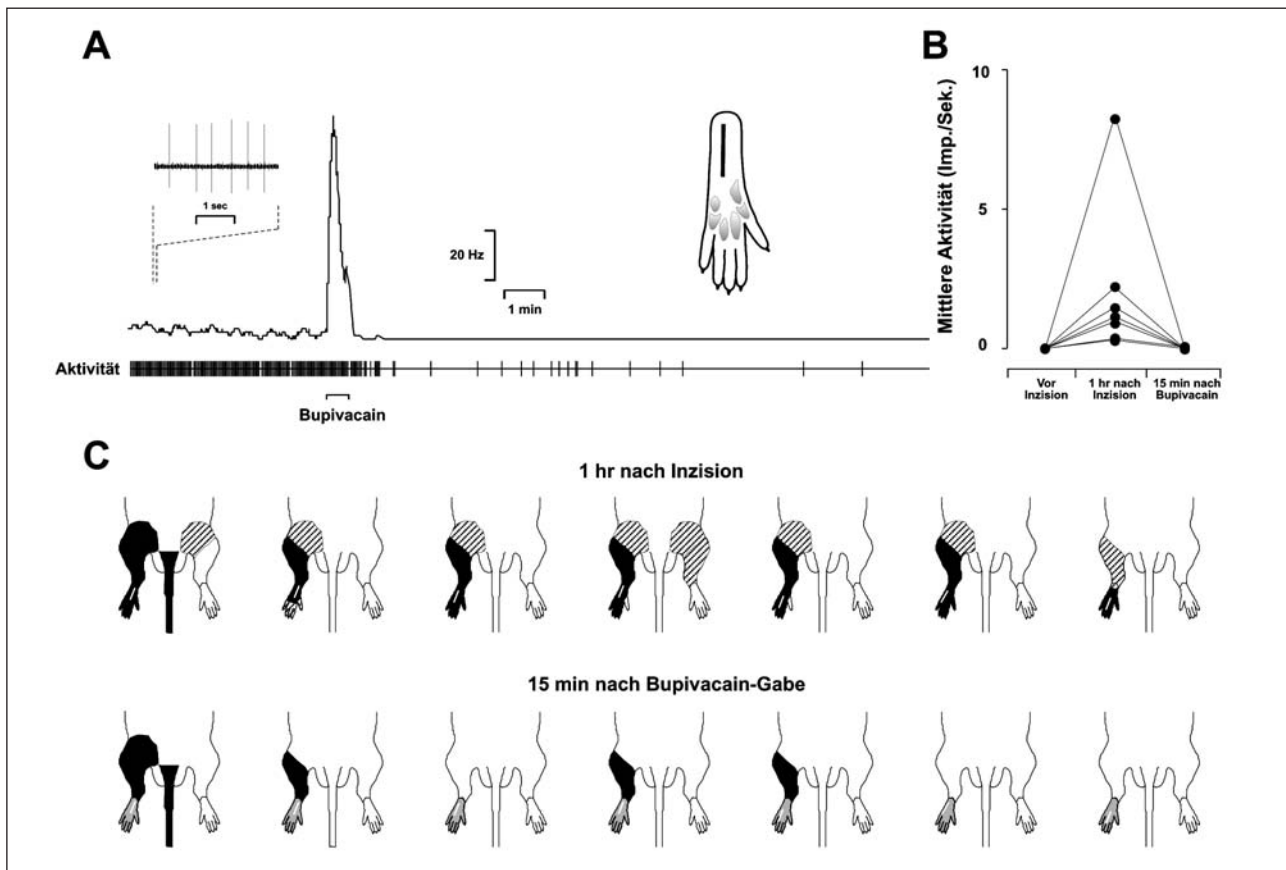 A
1 sec
20 Hz
1 min
Aktivität
Bupivacain
B
Mittlere Aktivität (Imp./Sek.)
10
5
0
Vor
Inzision
1 hr nach
Inzision
15 min nach
Bupivacain
C
1 hr nach Inzision
15 min nach Bupivacain-Gabe